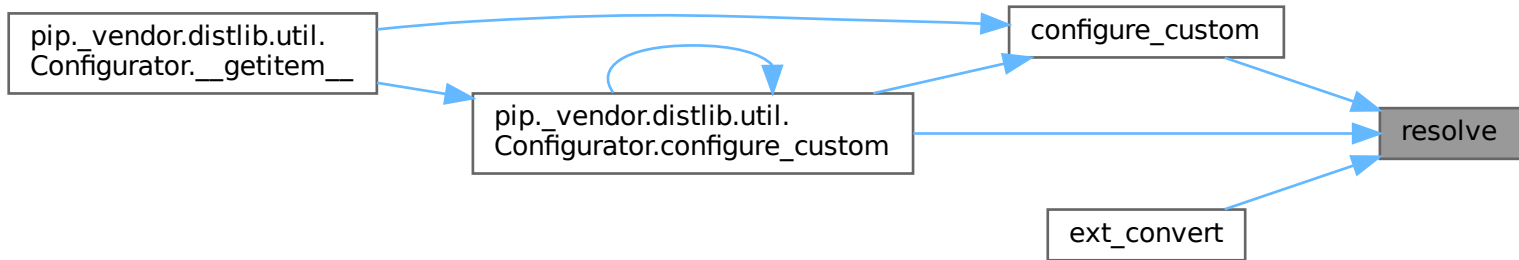 pip._vendor.distlib.util.
Configurator.__getitem__
configure_custom
pip._vendor.distlib.util.
Configurator.configure_custom
resolve
ext_convert